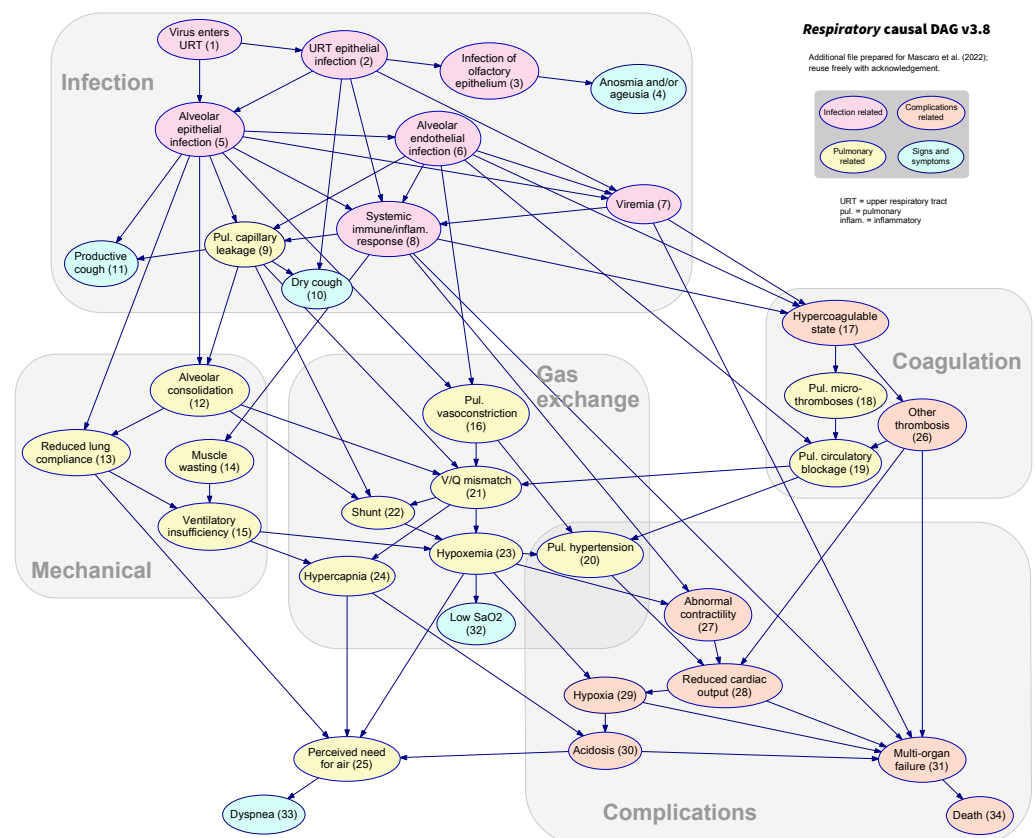 Respiratory causal DAG v3.8
Additional file prepared for Mascaro et al. (2022);
reuse freely with acknowledgement.
Infection related
Complications
related
Pulmonary
related
Signs and
symptoms
URT = upper respiratory tract
pul. = pulmonary
inflam. = inflammatory
Infection
Virus enters
URT (1)
URT epithelial
infection (2)
Infection of
olfactory
epithelium (3)
Anosmia and/or
ageusia (4)
Alveolar
epithelial
infection (5)
Alveolar
endothelial
infection (6)
Viremia (7)
Systemic
immune/inflam.
response (8)
Pul. capillary
leakage (9)
Productive
cough (11)
Dry cough
(10)
Hypercoagulable
state (17)
Coagulation
Pul. micro-
thromboses (18)
Other
thrombosis
(26)
Pul. circulatory
blockage (19)
Gas
exchange
Alveolar
consolidation
(12)
Pul.
vasoconstriction
(16)
Reduced lung
compliance (13)
Muscle
wasting (14)
V/Q mismatch
(21)
Shunt (22)
Ventilatory
insufficiency (15)
Hypoxemia (23)
Pul. hypertension
(20)
Mechanical
Hypercapnia (24)
Low SaO2
(32)
Abnormal
contractility
(27)
Hypoxia (29)
Reduced cardiac
output (28)
Perceived need
for air (25)
Acidosis (30)
Multi-organ
failure (31)
Dyspnea (33)
Complications
Death (34)